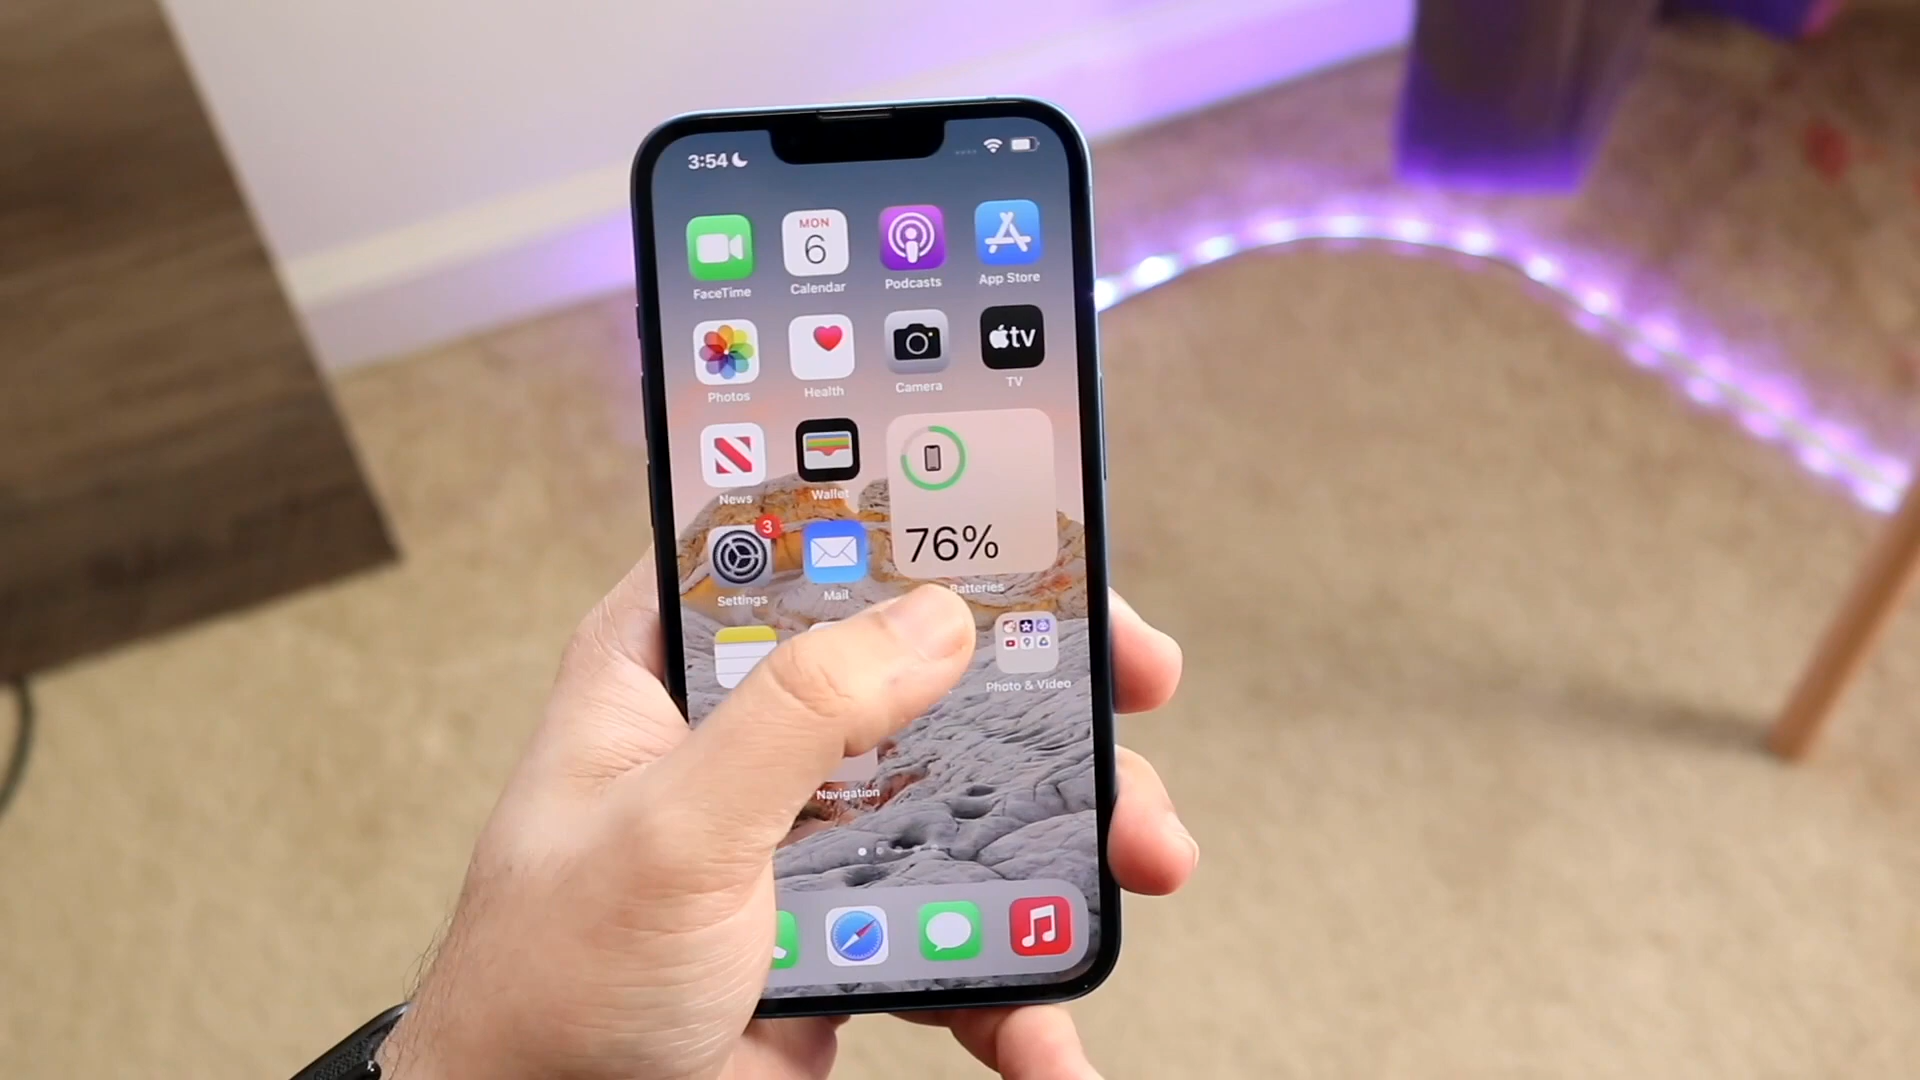 3:54
MON
6
FaceTime
Calendar
Podcasts
App Store
tv
Photos
Health
Camera
TV
News
Wallet
3
76%
Settings
Mail
Batteries
Photo & Video
Navigation